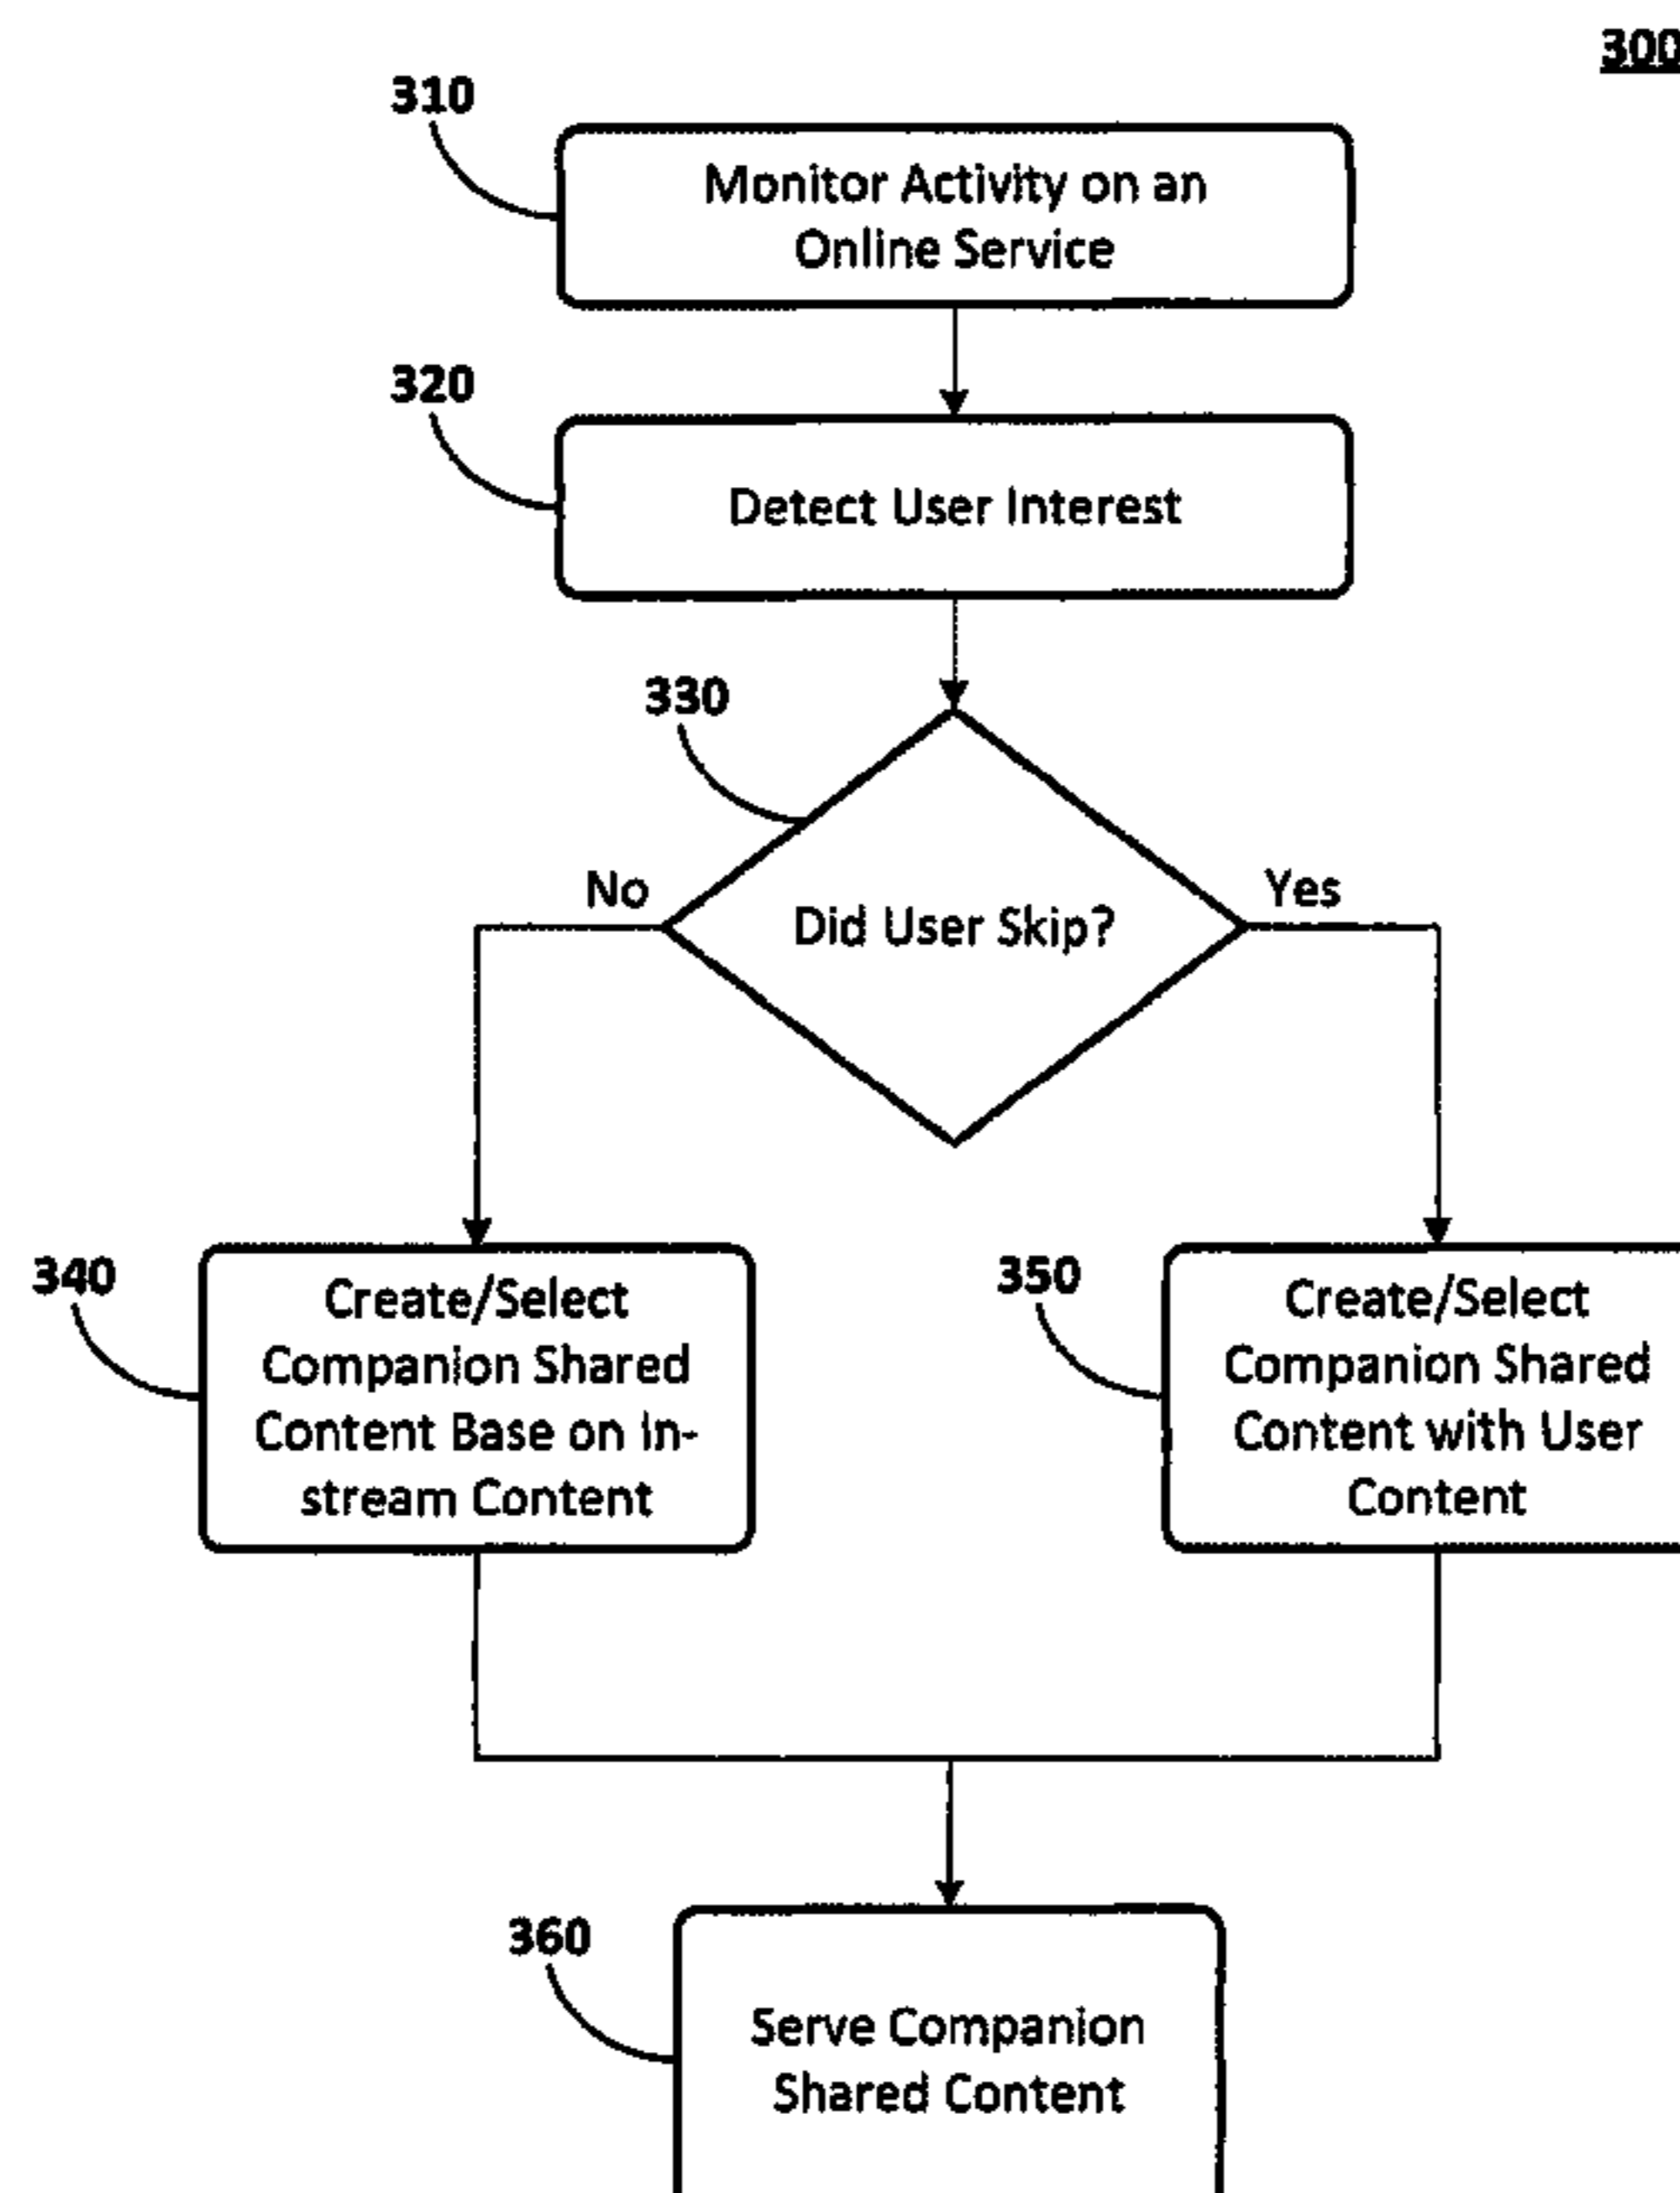 300
310
Monitor Activity on an
Online Service
320
Detect User Interest
330
No
Did User Skip?
Yes
340
Create/Select
Companion Shared
Content Base on In-
stream Content
350
Create/Select
Companion Shared
Content with User
Content
360
Serve Companion
Shared Content